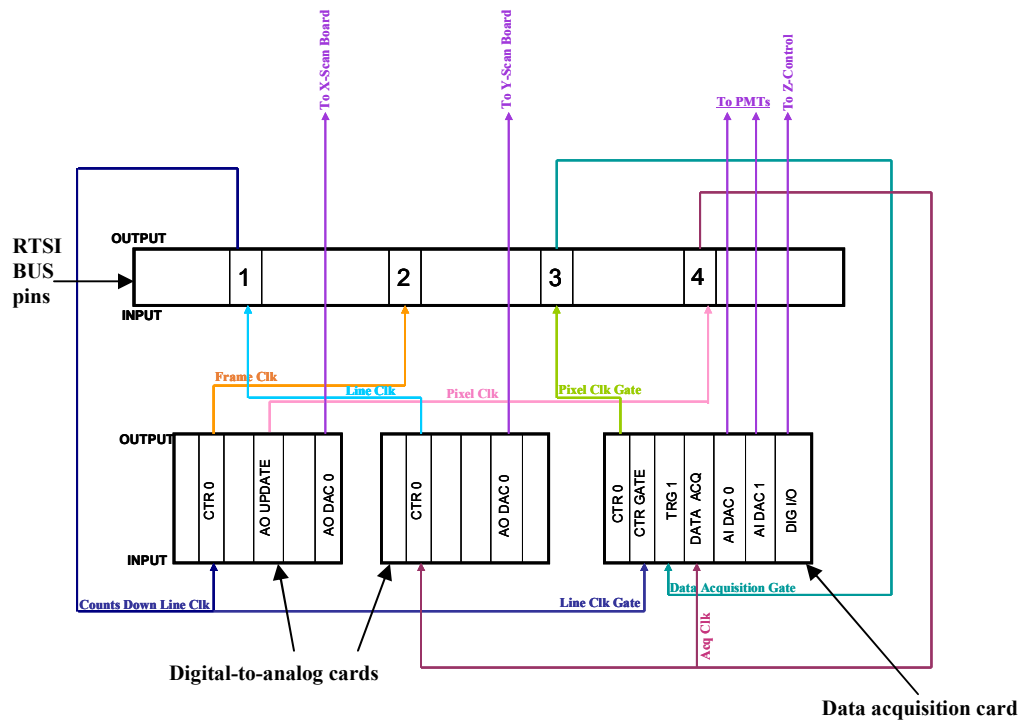 To X-Scan Board
To Y-Scan Board
To PMTs
To Z-Control
RTSI
BUS
pins
OUTPUT
1
2
3
4
INPUT
Frame Clk
Line Clk
Pixel Clk
Pixel Clk Gate
OUTPUT
CTR 0
AO UPDATE
AO DAC 0
CTR 0
AO DAC 0
CTR 0
CTR GATE
TRG 1
DATA ACQ
AI DAC 0
AI DAC 1
DIG I/O
INPUT
Counts Down Line Clk
Line Clk Gate
Data Acquisition Gate
Acq Clk
Digital-to-analog cards
Data acquisition card